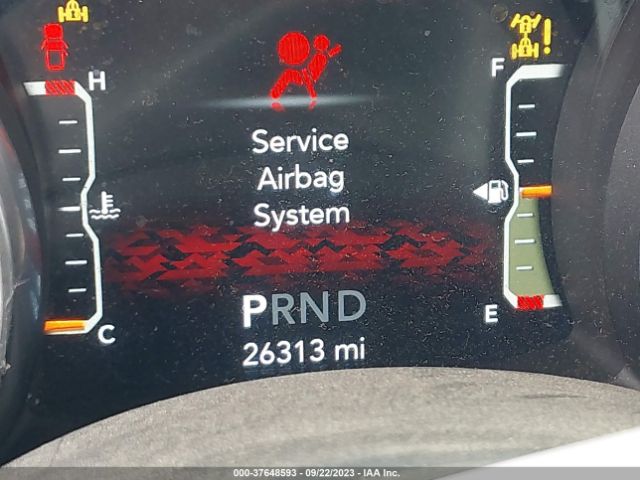 H
F
Service
Airbag
System
E
C
PRND
26313 mi
000-37648593 - 09/22/2023 - IAA Inc.